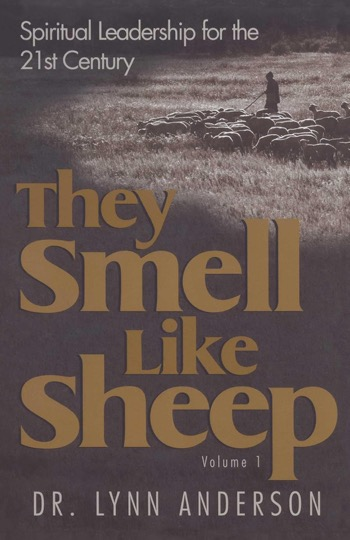 Spiritual Leadership for the
21st Century
They
Smell
Like
Sheep
Volume 1
DR. LYNN ANDERSON